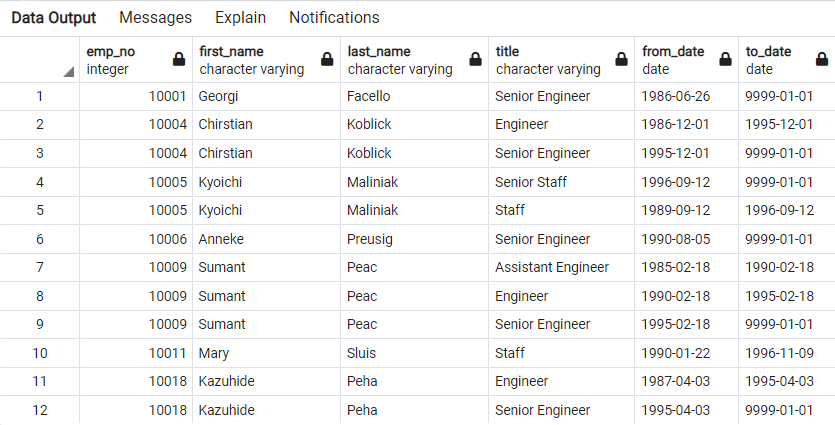 Data Output Messages Explain Notifications
emp_no first_name last_name title from_date to_date
integer character varying character varying character varying date date
1 10001 Georgi Facello Senior Engineer 1986-06-26 9999-01-01
2 10004 Chirstian Koblick Engineer 1986-12-01 1995-12-01
3 10004 Chirstian Koblick Senior Engineer 1995-12-01 9999-01-01
4 10005 Kyoichi Maliniak Senior Staff 1996-09-12 9999-01-01
5 10005 Kyoichi Maliniak Staff 1989-09-12 1996-09-12
6 10006 Anneke Preusig Senior Engineer 1990-08-05 9999-01-01
7 10009 Sumant Peac Assistant Engineer 1985-02-18 1990-02-18
8 10009 Sumant Peac Engineer 1990-02-18 1995-02-18
9 10009 Sumant Peac Senior Engineer 1995-02-18 9999-01-01
10 10011 Mary Sluis Staff 1990-01-22 1996-11-09
11 10018 Kazuhide Peha Engineer 1987-04-03 1995-04-03
12 10018 Kazuhide Peha Senior Engineer 1995-04-03 9999-01-01